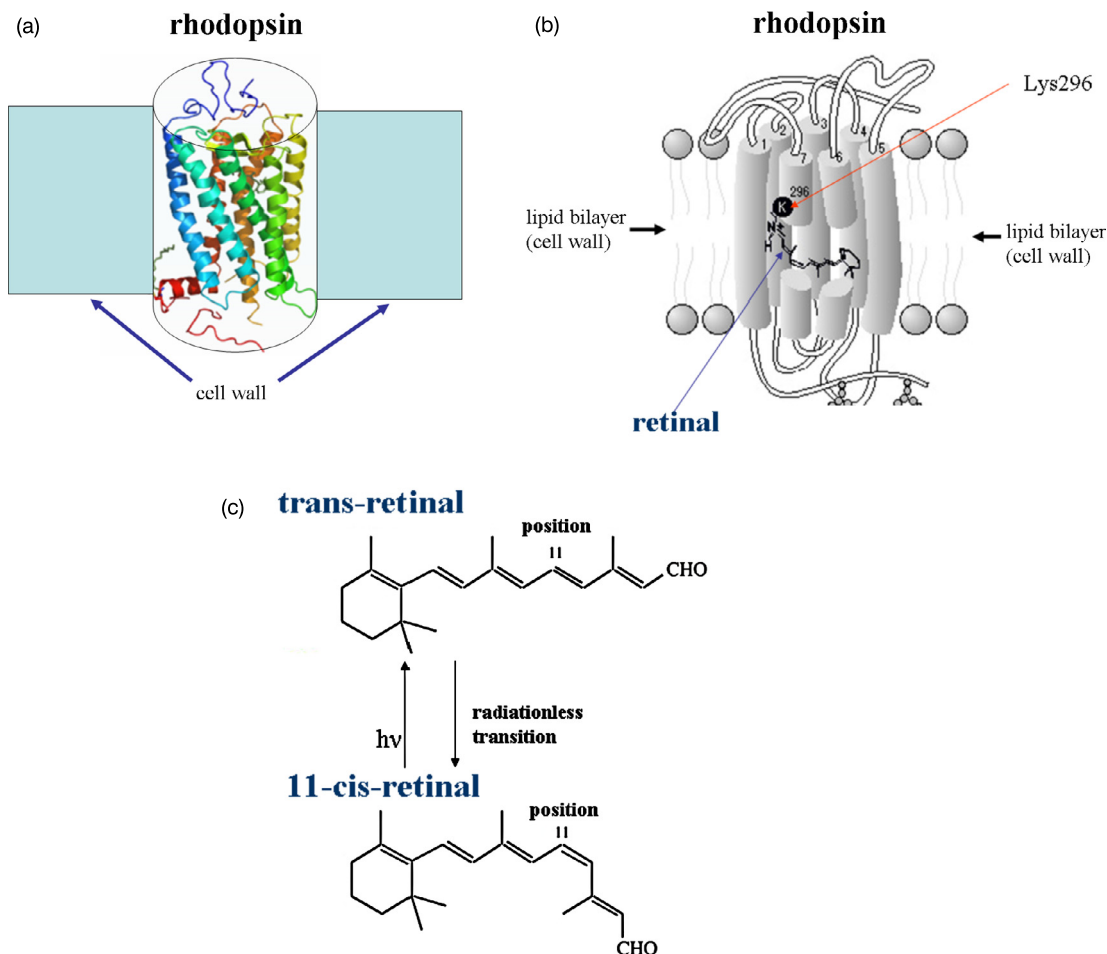 (a)
rhodopsin
cell wall
(b)
rhodopsin
Lys296
1
2
3
4
5
6
7
296
K
N
H
lipid bilayer
(cell wall)
lipid bilayer
(cell wall)
retinal
(c)
trans-retinal
position
11
CHO
radiationless
transition
hν
11-cis-retinal
position
11
CHO